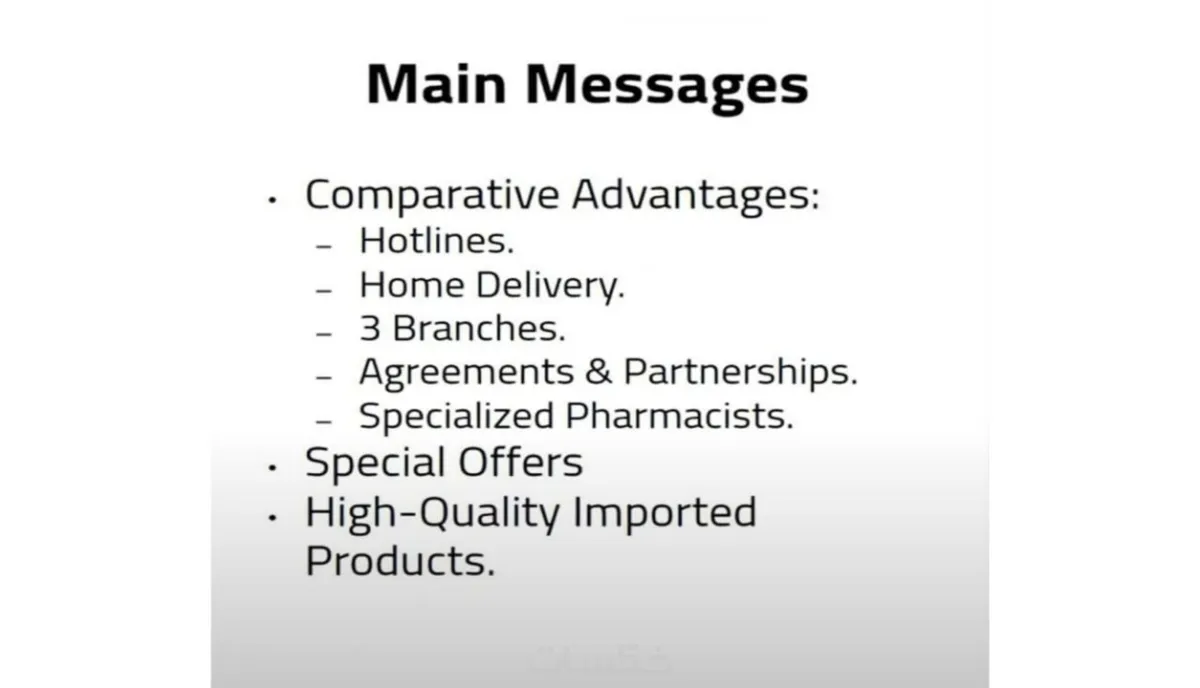 Main Messages
• Comparative Advantages:
– Hotlines.
– Home Delivery.
– 3 Branches.
– Agreements & Partnerships.
– Specialized Pharmacists.
• Special Offers
• High-Quality Imported
Products.